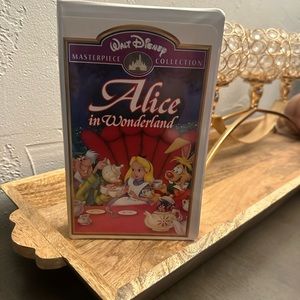 WALT DISNEY
MASTERPIECE COLLECTION
Alice
in Wonderland